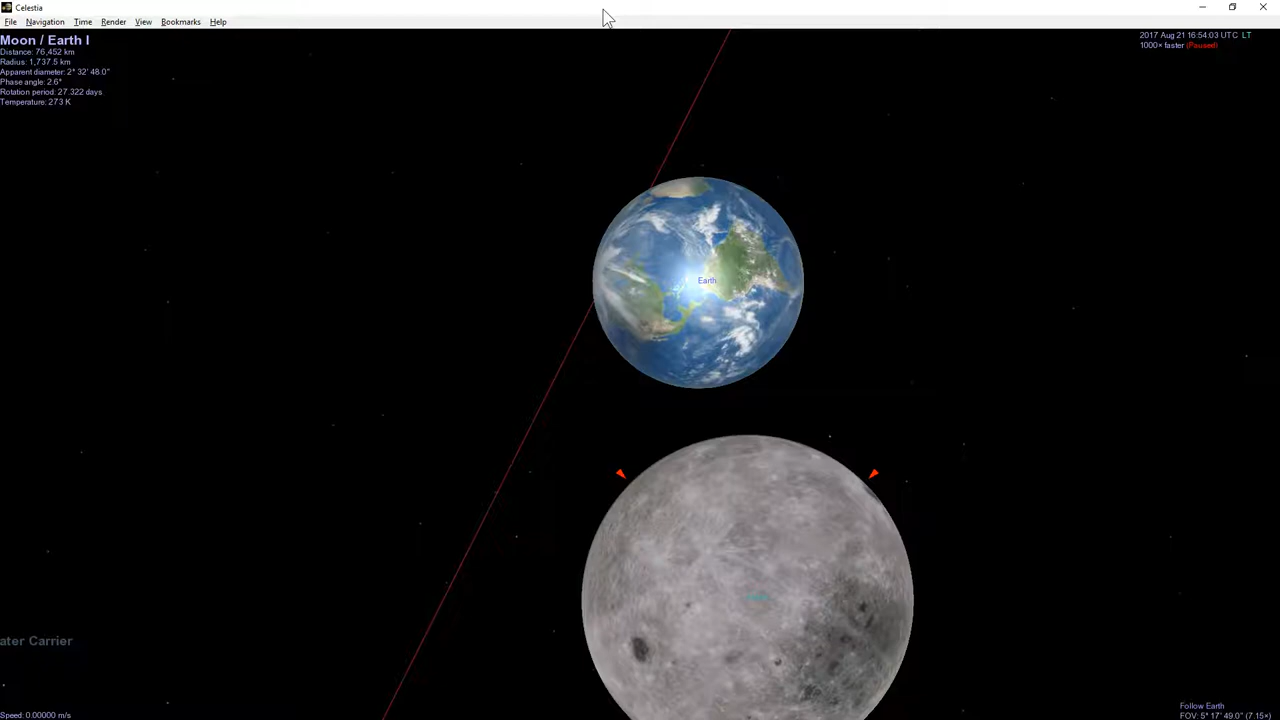 Celestia
File Navigation Time Render View Bookmarks Help
Moon / Earth I
Distance: 76,452 km
Radius: 1,737.5 km
Apparent diameter: 2° 32' 48.0"
Phase angle: 2.6°
Rotation period: 27.322 days
Temperature: 273 K
2017 Aug 21 16:54:03 UTC LT
1000× faster (Paused)
Earth
ater Carrier
Speed: 0.00000 m/s
Follow Earth
FOV: 5° 17' 49.0" (7.15×)